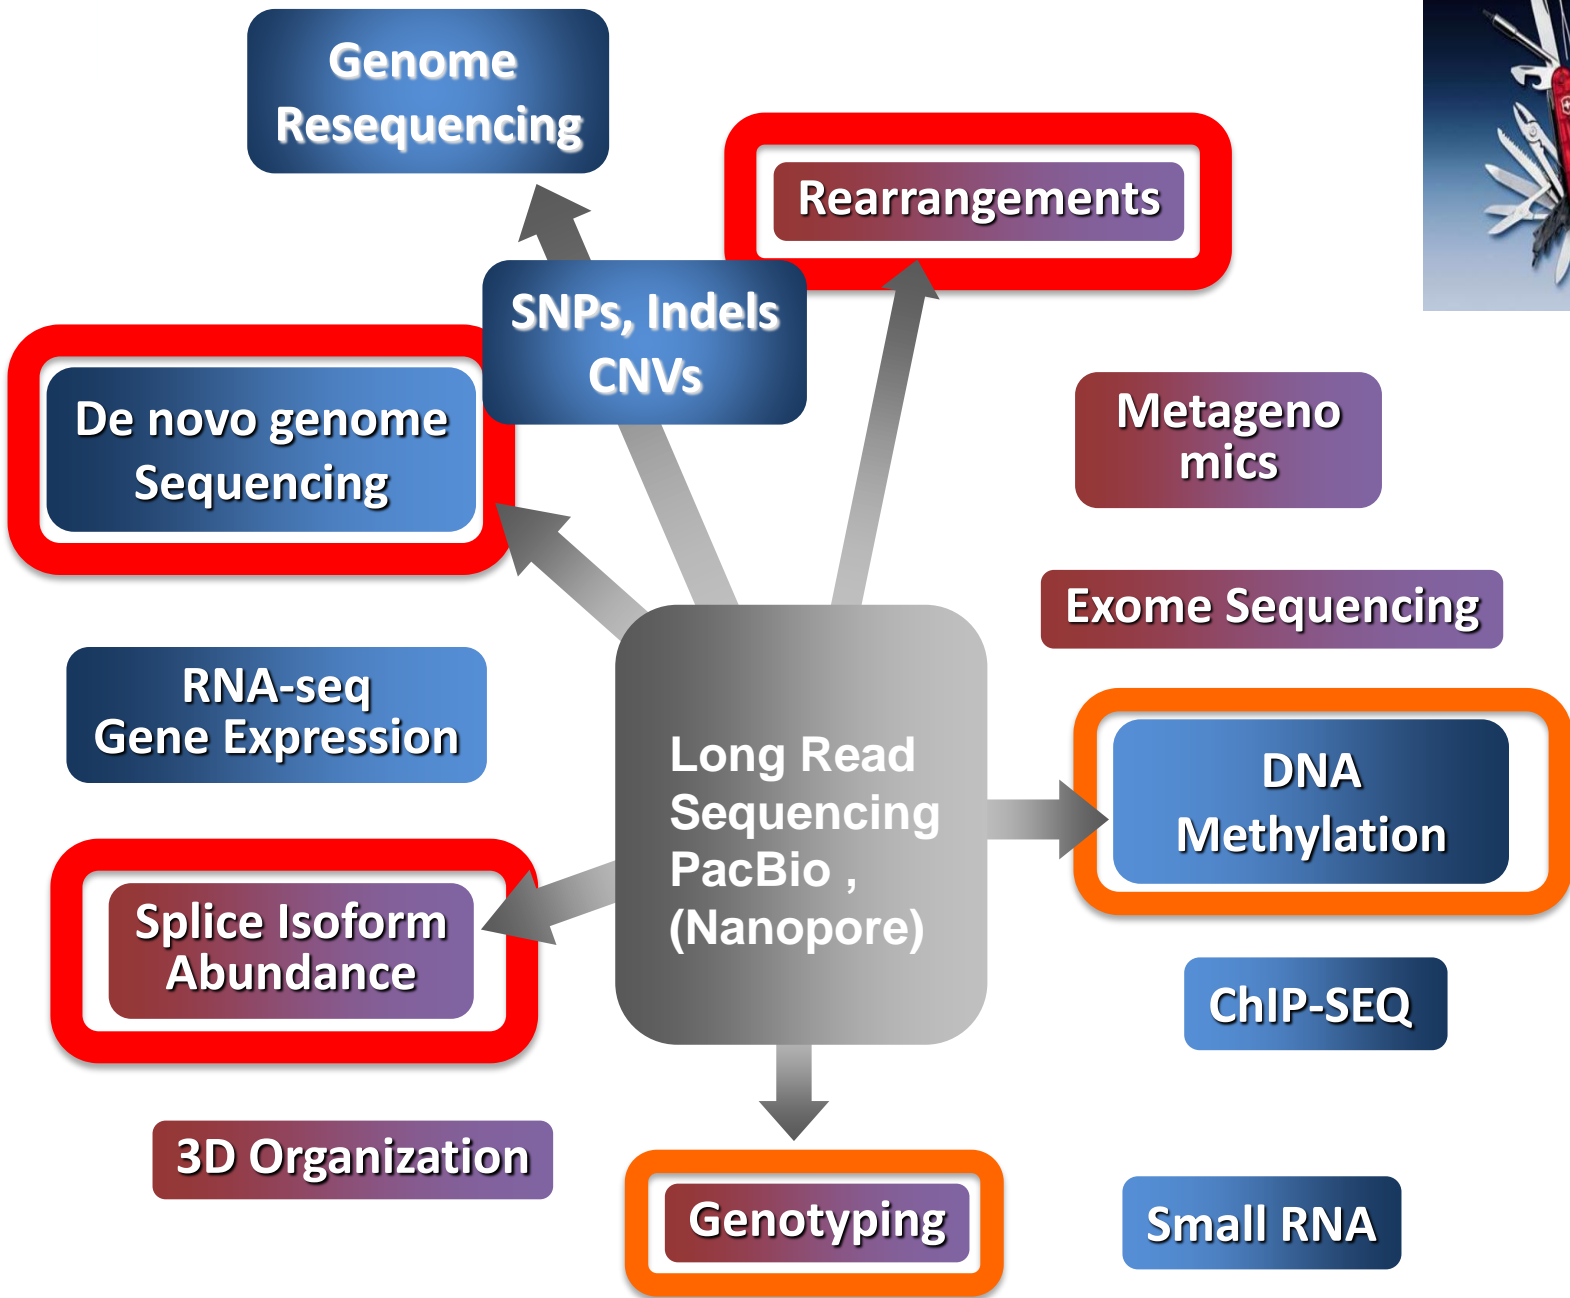 Genome
Resequencing
Rearrangements
SNPs, Indels
CNVs
De novo genome
Sequencing
Metageno
mics
Exome Sequencing
RNA-seq
Gene Expression
Long Read
Sequencing
PacBio ,
(Nanopore)
DNA
Methylation
Splice Isoform
Abundance
ChIP-SEQ
3D Organization
Genotyping
Small RNA